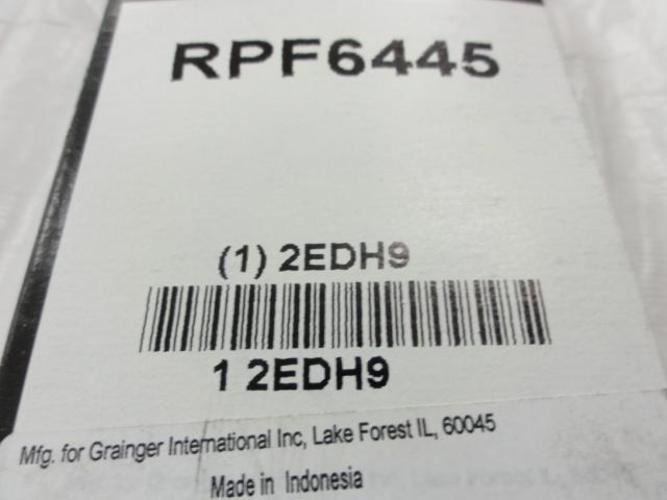 RPF6445
(1) 2EDH9
1 2EDH9
Mfg. for Grainger International Inc, Lake Forest IL, 60045
Made in Indonesia